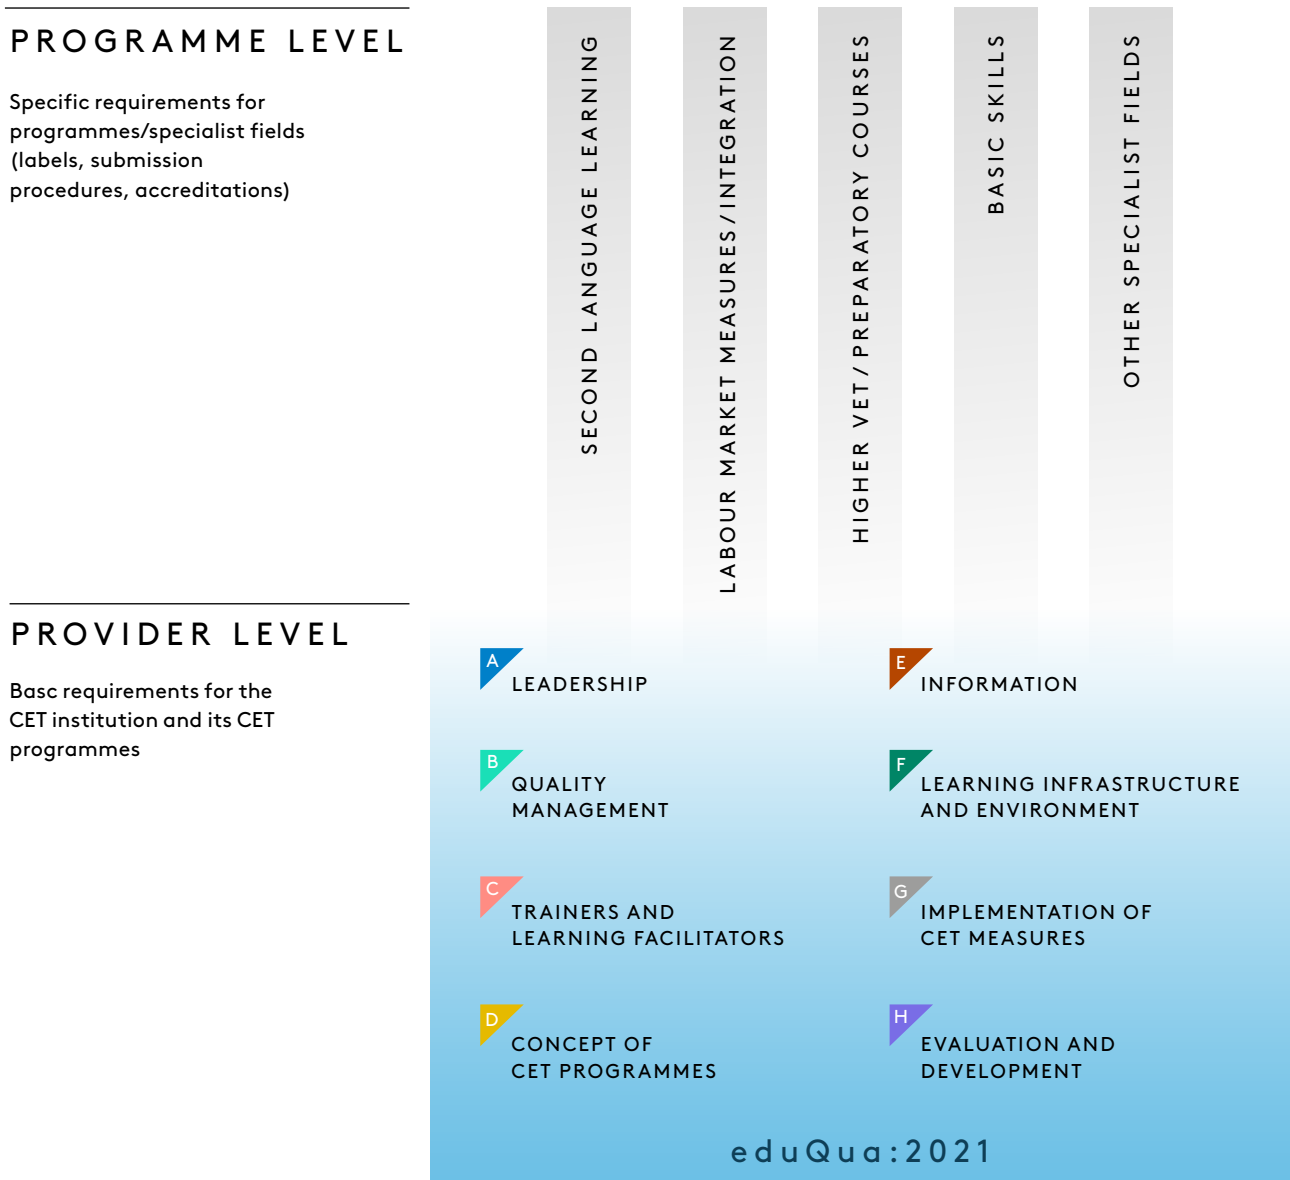 PROGRAMME LEVEL
Specific requirements for
programmes/specialist fields
(labels, submission
procedures, accreditations)
SECOND LANGUAGE LEARNING
LABOUR MARKET MEASURES/INTEGRATION
HIGHER VET/PREPARATORY COURSES
BASIC SKILLS
OTHER SPECIALIST FIELDS
PROVIDER LEVEL
Basc requirements for the
CET institution and its CET
programmes
A
LEADERSHIP
B
QUALITY
MANAGEMENT
C
TRAINERS AND
LEARNING FACILITATORS
D
CONCEPT OF
CET PROGRAMMES
E
INFORMATION
F
LEARNING INFRASTRUCTURE
AND ENVIRONMENT
G
IMPLEMENTATION OF
CET MEASURES
H
EVALUATION AND
DEVELOPMENT
eduQua:2021